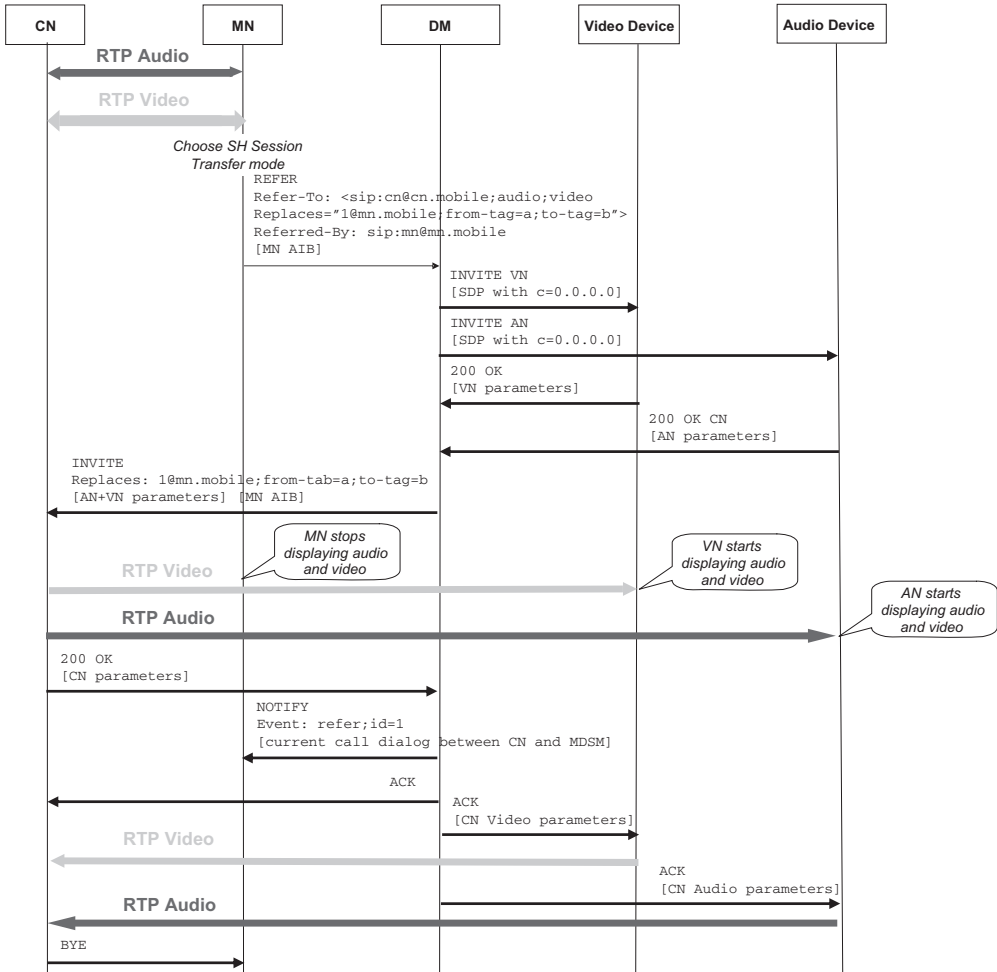 CN
MN
DM
Video Device
Audio Device
RTP Audio
RTP Video
Choose SH Session
Transfer mode
REFER
Refer-To: <sip:cn@cn.mobile;audio;video
Replaces=”1@mn.mobile;from-tag=a;to-tag=b”>
Referred-By: sip:mn@mn.mobile
[MN AIB]
INVITE VN
[SDP with c=0.0.0.0]
INVITE AN
[SDP with c=0.0.0.0]
200 OK
[VN parameters]
200 OK CN
[AN parameters]
INVITE
Replaces: 1@mn.mobile;from-tab=a;to-tag=b
[AN+VN parameters] [MN AIB]
MN stops
displaying audio
and video
VN starts
displaying audio
and video
RTP Video
AN starts
displaying audio
and video
RTP Audio
200 OK
[CN parameters]
NOTIFY
Event: refer;id=1
[current call dialog between CN and MDSM]
ACK
ACK
[CN Video parameters]
RTP Video
ACK
[CN Audio parameters]
RTP Audio
BYE